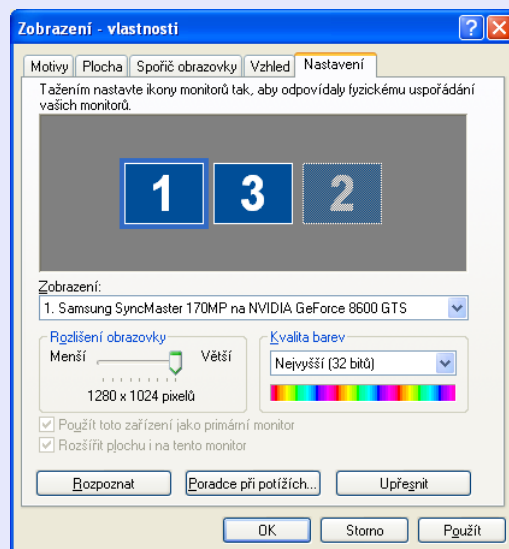 Zobrazení - vlastnosti
Motivy Plocha Spořič obrazovky Vzhled Nastavení
Tažením nastavte ikony monitorů tak, aby odpovídaly fyzickému uspořádání
vašich monitorů.
1 3 2
Zobrazení:
1. Samsung SyncMaster 170MP na NVIDIA GeForce 8600 GTS
Rozlišení obrazovky
Menší Větší
1280 x 1024 pixelů
Kvalita barev
Nejvyšší (32 bitů)
Použít toto zařízení jako primární monitor
Rozšířit plochu i na tento monitor
Rozpoznat Poradce při potížích... Upřesnit
OK Storno Použít